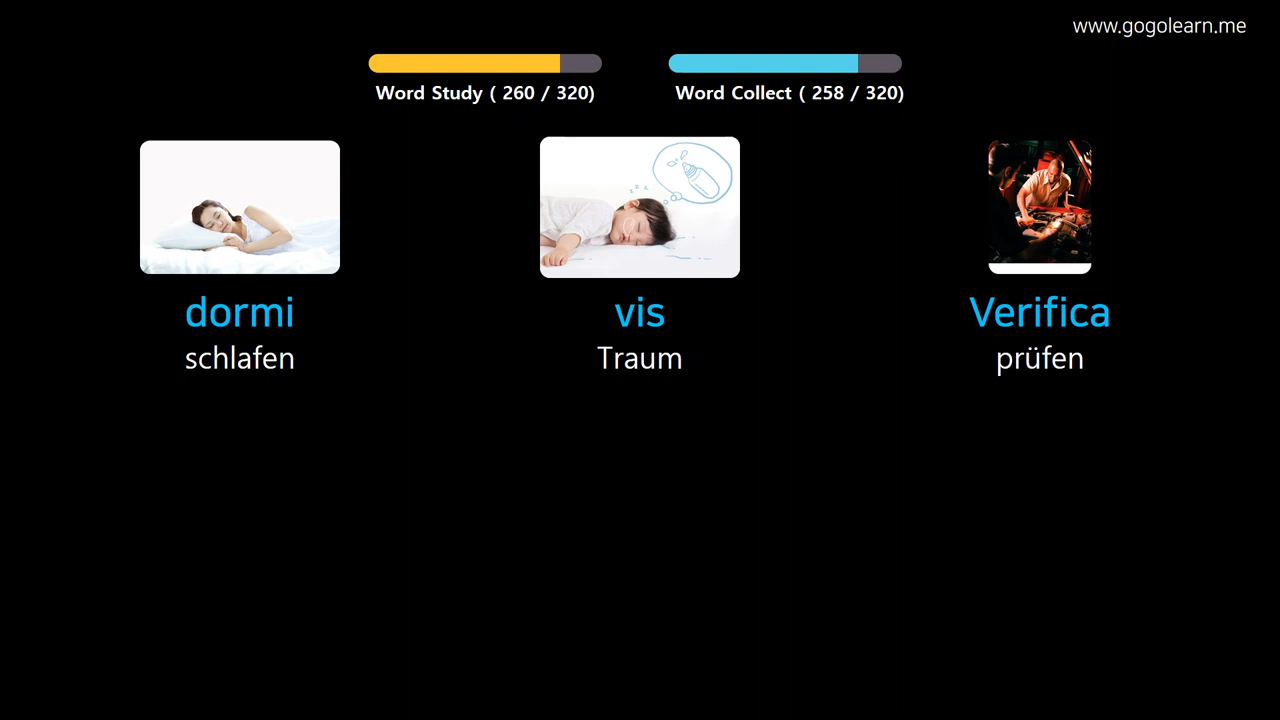 www.gogolearn.me
Word Study ( 260 / 320)
Word Collect ( 258 / 320)
dormi
vis
Verifica
schlafen
Traum
prüfen